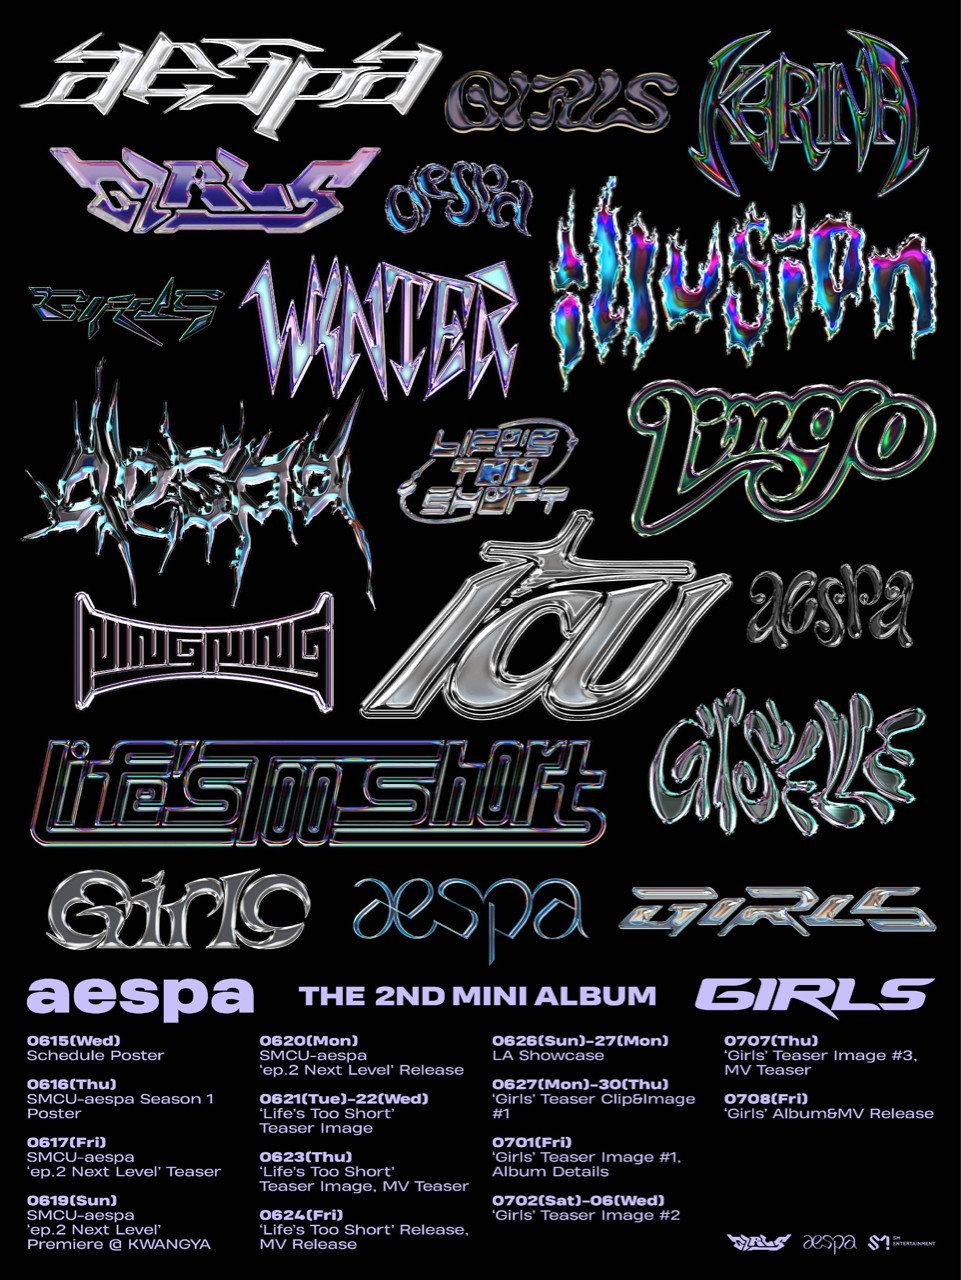 aespa
GIRLS
KARINA
GIRLS
aespa
illusion
GIRLS
WINTER
aespa
LIFE'S
TOO
SHORT
Lingo
ICU
aespa
NINGNING
GISELLE
life's too short
Girls
aespa
GIRLS
aespa THE 2ND MINI ALBUM GIRLS
0615(Wed)
Schedule Poster
0616(Thu)
SMCU-aespa Season 1
Poster
0617(Fri)
SMCU-aespa
‘ep.2 Next Level’ Teaser
0619(Sun)
SMCU-aespa
‘ep.2 Next Level’
Premiere @ KWANGYA
0620(Mon)
SMCU-aespa
‘ep.2 Next Level’ Release
0621(Tue)-22(Wed)
‘Life’s Too Short’
Teaser Image
0623(Thu)
‘Life’s Too Short’
Teaser Image, MV Teaser
0624(Fri)
‘Life’s Too Short’ Release,
MV Release
0626(Sun)-27(Mon)
LA Showcase
0627(Mon)-30(Thu)
‘Girls’ Teaser Clip&Image
#1
0701(Fri)
‘Girls’ Teaser Image #1,
Album Details
0702(Sat)-06(Wed)
‘Girls’ Teaser Image #2
0707(Thu)
‘Girls’ Teaser Image #3,
MV Teaser
0708(Fri)
‘Girls’ Album&MV Release
GIRLS aespa SM
ENTERTAINMENT